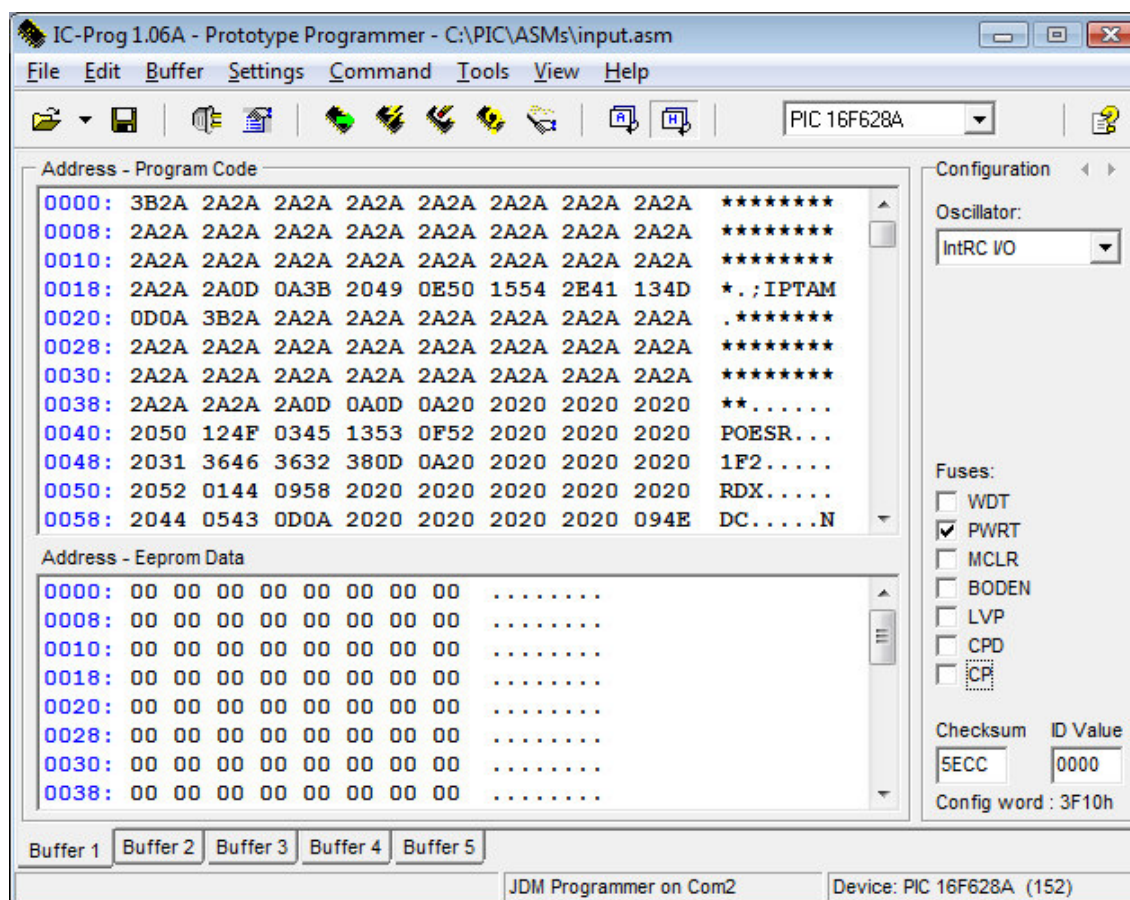 IC-Prog 1.06A - Prototype Programmer - C:\PIC\ASMs\input.asm
File Edit Buffer Settings Command Tools View Help
PIC 16F628A
Address - Program Code
0000: 3B2A 2A2A 2A2A 2A2A 2A2A 2A2A 2A2A 2A2A ********
0008: 2A2A 2A2A 2A2A 2A2A 2A2A 2A2A 2A2A 2A2A ********
0010: 2A2A 2A2A 2A2A 2A2A 2A2A 2A2A 2A2A 2A2A ********
0018: 2A2A 2A0D 0A3B 2049 0E50 1554 2E41 134D *.;IPTAM
0020: 0D0A 3B2A 2A2A 2A2A 2A2A 2A2A 2A2A 2A2A .*******
0028: 2A2A 2A2A 2A2A 2A2A 2A2A 2A2A 2A2A 2A2A ********
0030: 2A2A 2A2A 2A2A 2A2A 2A2A 2A2A 2A2A 2A2A ********
0038: 2A2A 2A2A 2A0D 0A0D 0A20 2020 2020 2020 **......
0040: 2050 124F 0345 1353 0F52 2020 2020 2020 POESR...
0048: 2031 3646 3632 380D 0A20 2020 2020 2020 1F2.....
0050: 2052 0144 0958 2020 2020 2020 2020 2020 RDX.....
0058: 2044 0543 0D0A 2020 2020 2020 2020 094E DC.....N
Address - Eeprom Data
0000: 00 00 00 00 00 00 00 00 ........
0008: 00 00 00 00 00 00 00 00 ........
0010: 00 00 00 00 00 00 00 00 ........
0018: 00 00 00 00 00 00 00 00 ........
0020: 00 00 00 00 00 00 00 00 ........
0028: 00 00 00 00 00 00 00 00 ........
0030: 00 00 00 00 00 00 00 00 ........
0038: 00 00 00 00 00 00 00 00 ........
Configuration
Oscillator:
IntRC I/O
Fuses:
WDT
PWRT
MCLR
BODEN
LVP
CPD
CP
Checksum ID Value
5ECC 0000
Config word : 3F10h
Buffer 1 Buffer 2 Buffer 3 Buffer 4 Buffer 5
JDM Programmer on Com2 Device: PIC 16F628A (152)